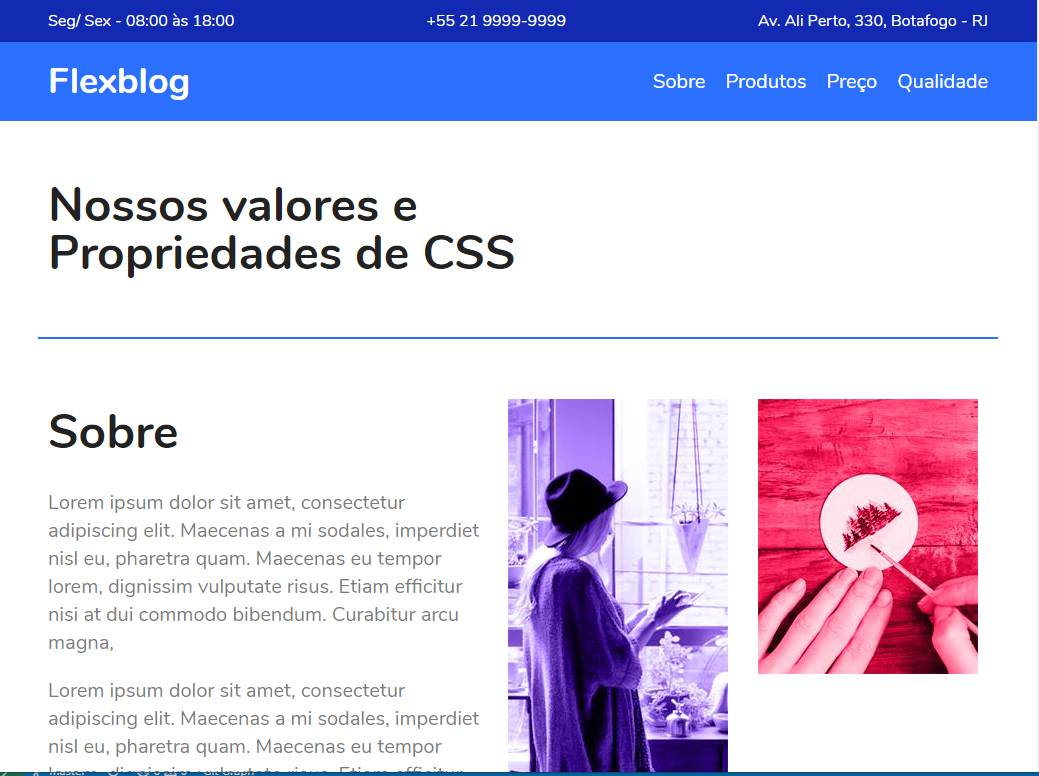 Seg/ Sex - 08:00 às 18:00
+55 21 9999-9999
Av. Ali Perto, 330, Botafogo - RJ
Flexblog
Sobre
Produtos
Preço
Qualidade
Nossos valores e
Propriedades de CSS
Sobre
Lorem ipsum dolor sit amet, consectetur
adipiscing elit. Maecenas a mi sodales, imperdiet
nisl eu, pharetra quam. Maecenas eu tempor
lorem, dignissim vulputate risus. Etiam efficitur
nisi at dui commodo bibendum. Curabitur arcu
magna,
Lorem ipsum dolor sit amet, consectetur
adipiscing elit. Maecenas a mi sodales, imperdiet
nisl eu, pharetra quam. Maecenas eu tempor